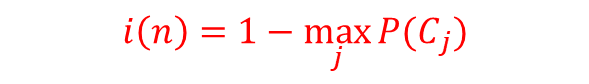 i(n) = 1 − max_j P(C_j)